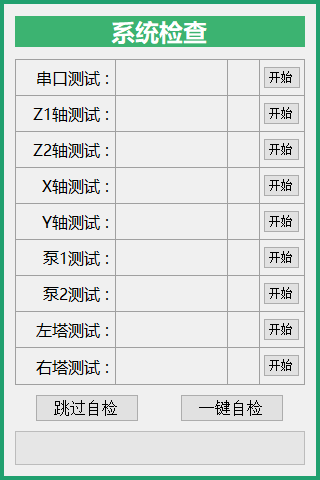 系统检查
串口测试： 开始
Z1轴测试： 开始
Z2轴测试： 开始
X轴测试： 开始
Y轴测试： 开始
泵1测试： 开始
泵2测试： 开始
左塔测试： 开始
右塔测试： 开始
跳过自检 一键自检